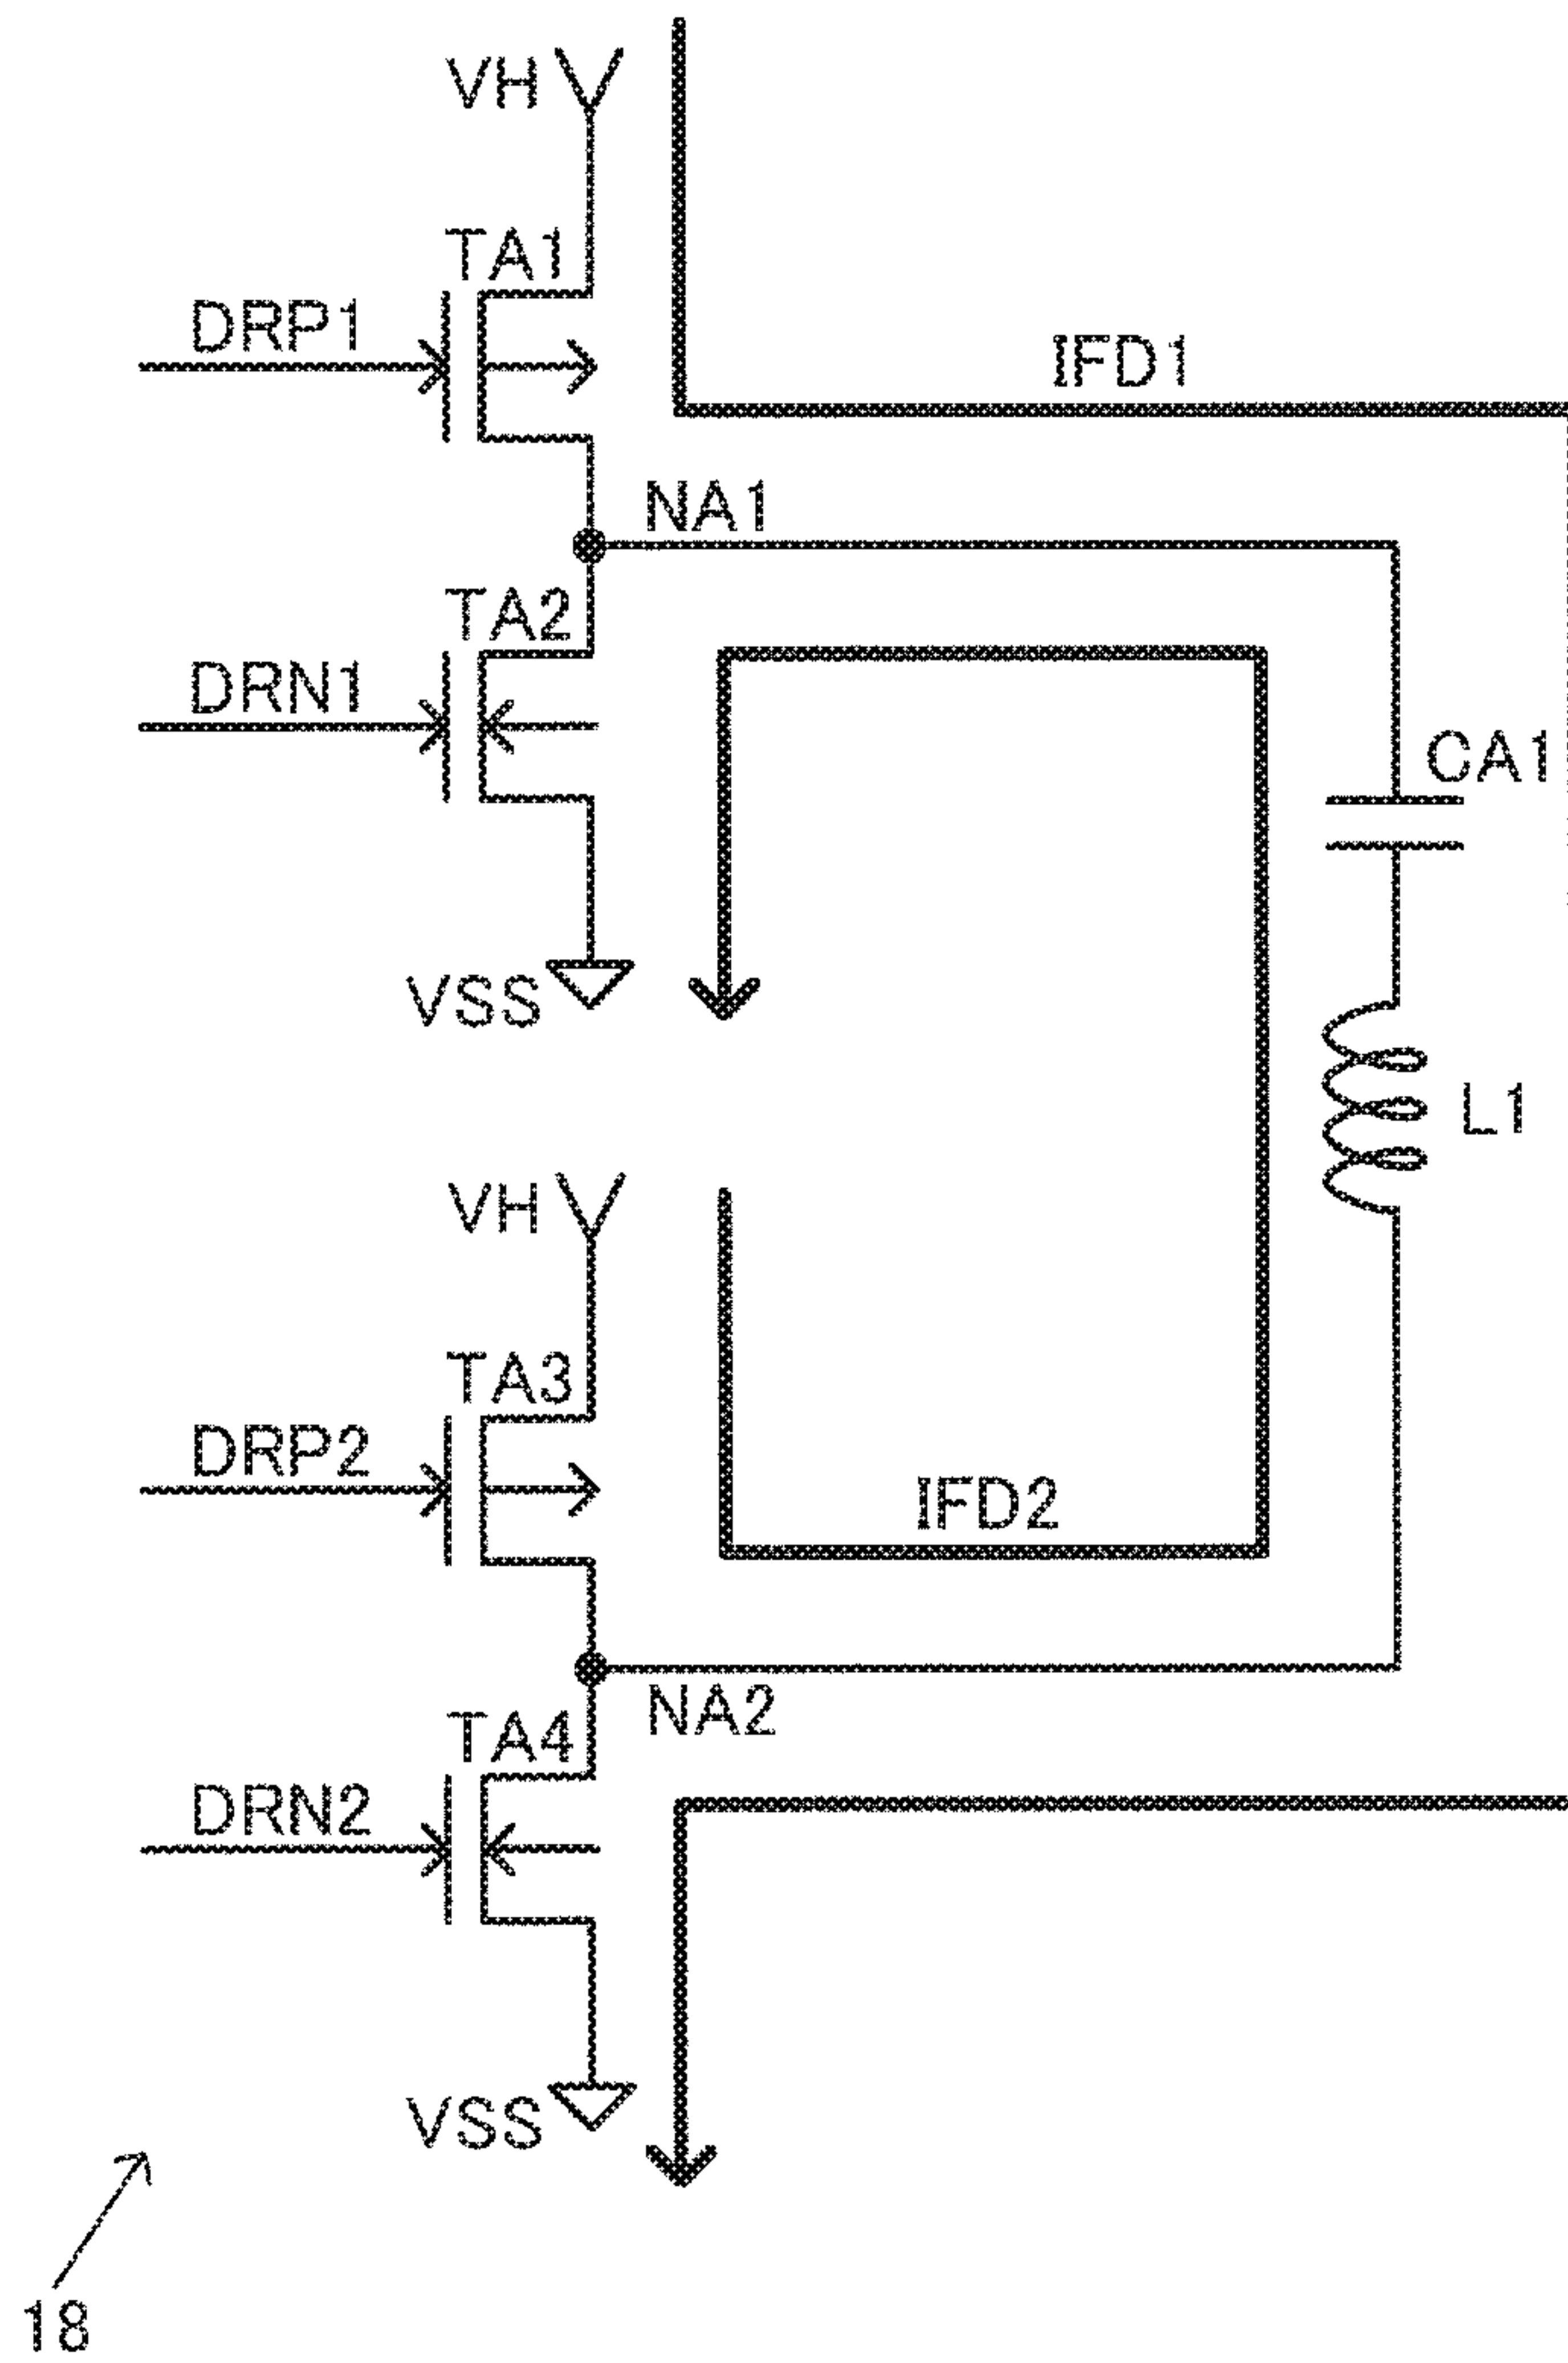 VH
TA1
DRP1
IFD1
NA1
TA2
DRN1
CA1
VSS
L1
VH
TA3
DRP2
IFD2
NA2
TA4
DRN2
VSS
18